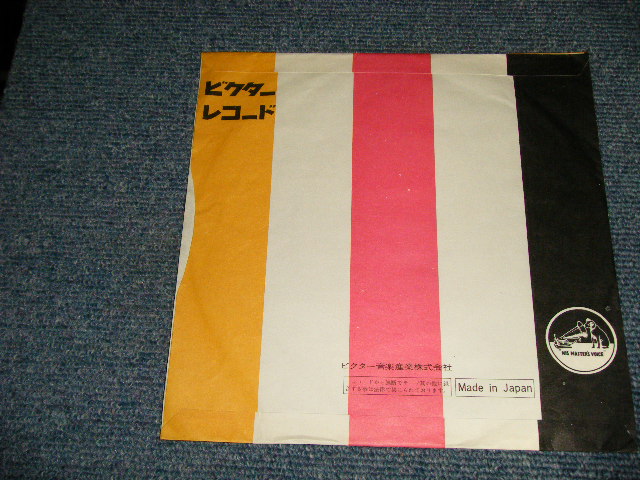 ビクター
レコード
HIS MASTER'S VOICE
ビクター音楽産業株式会社
Made in Japan